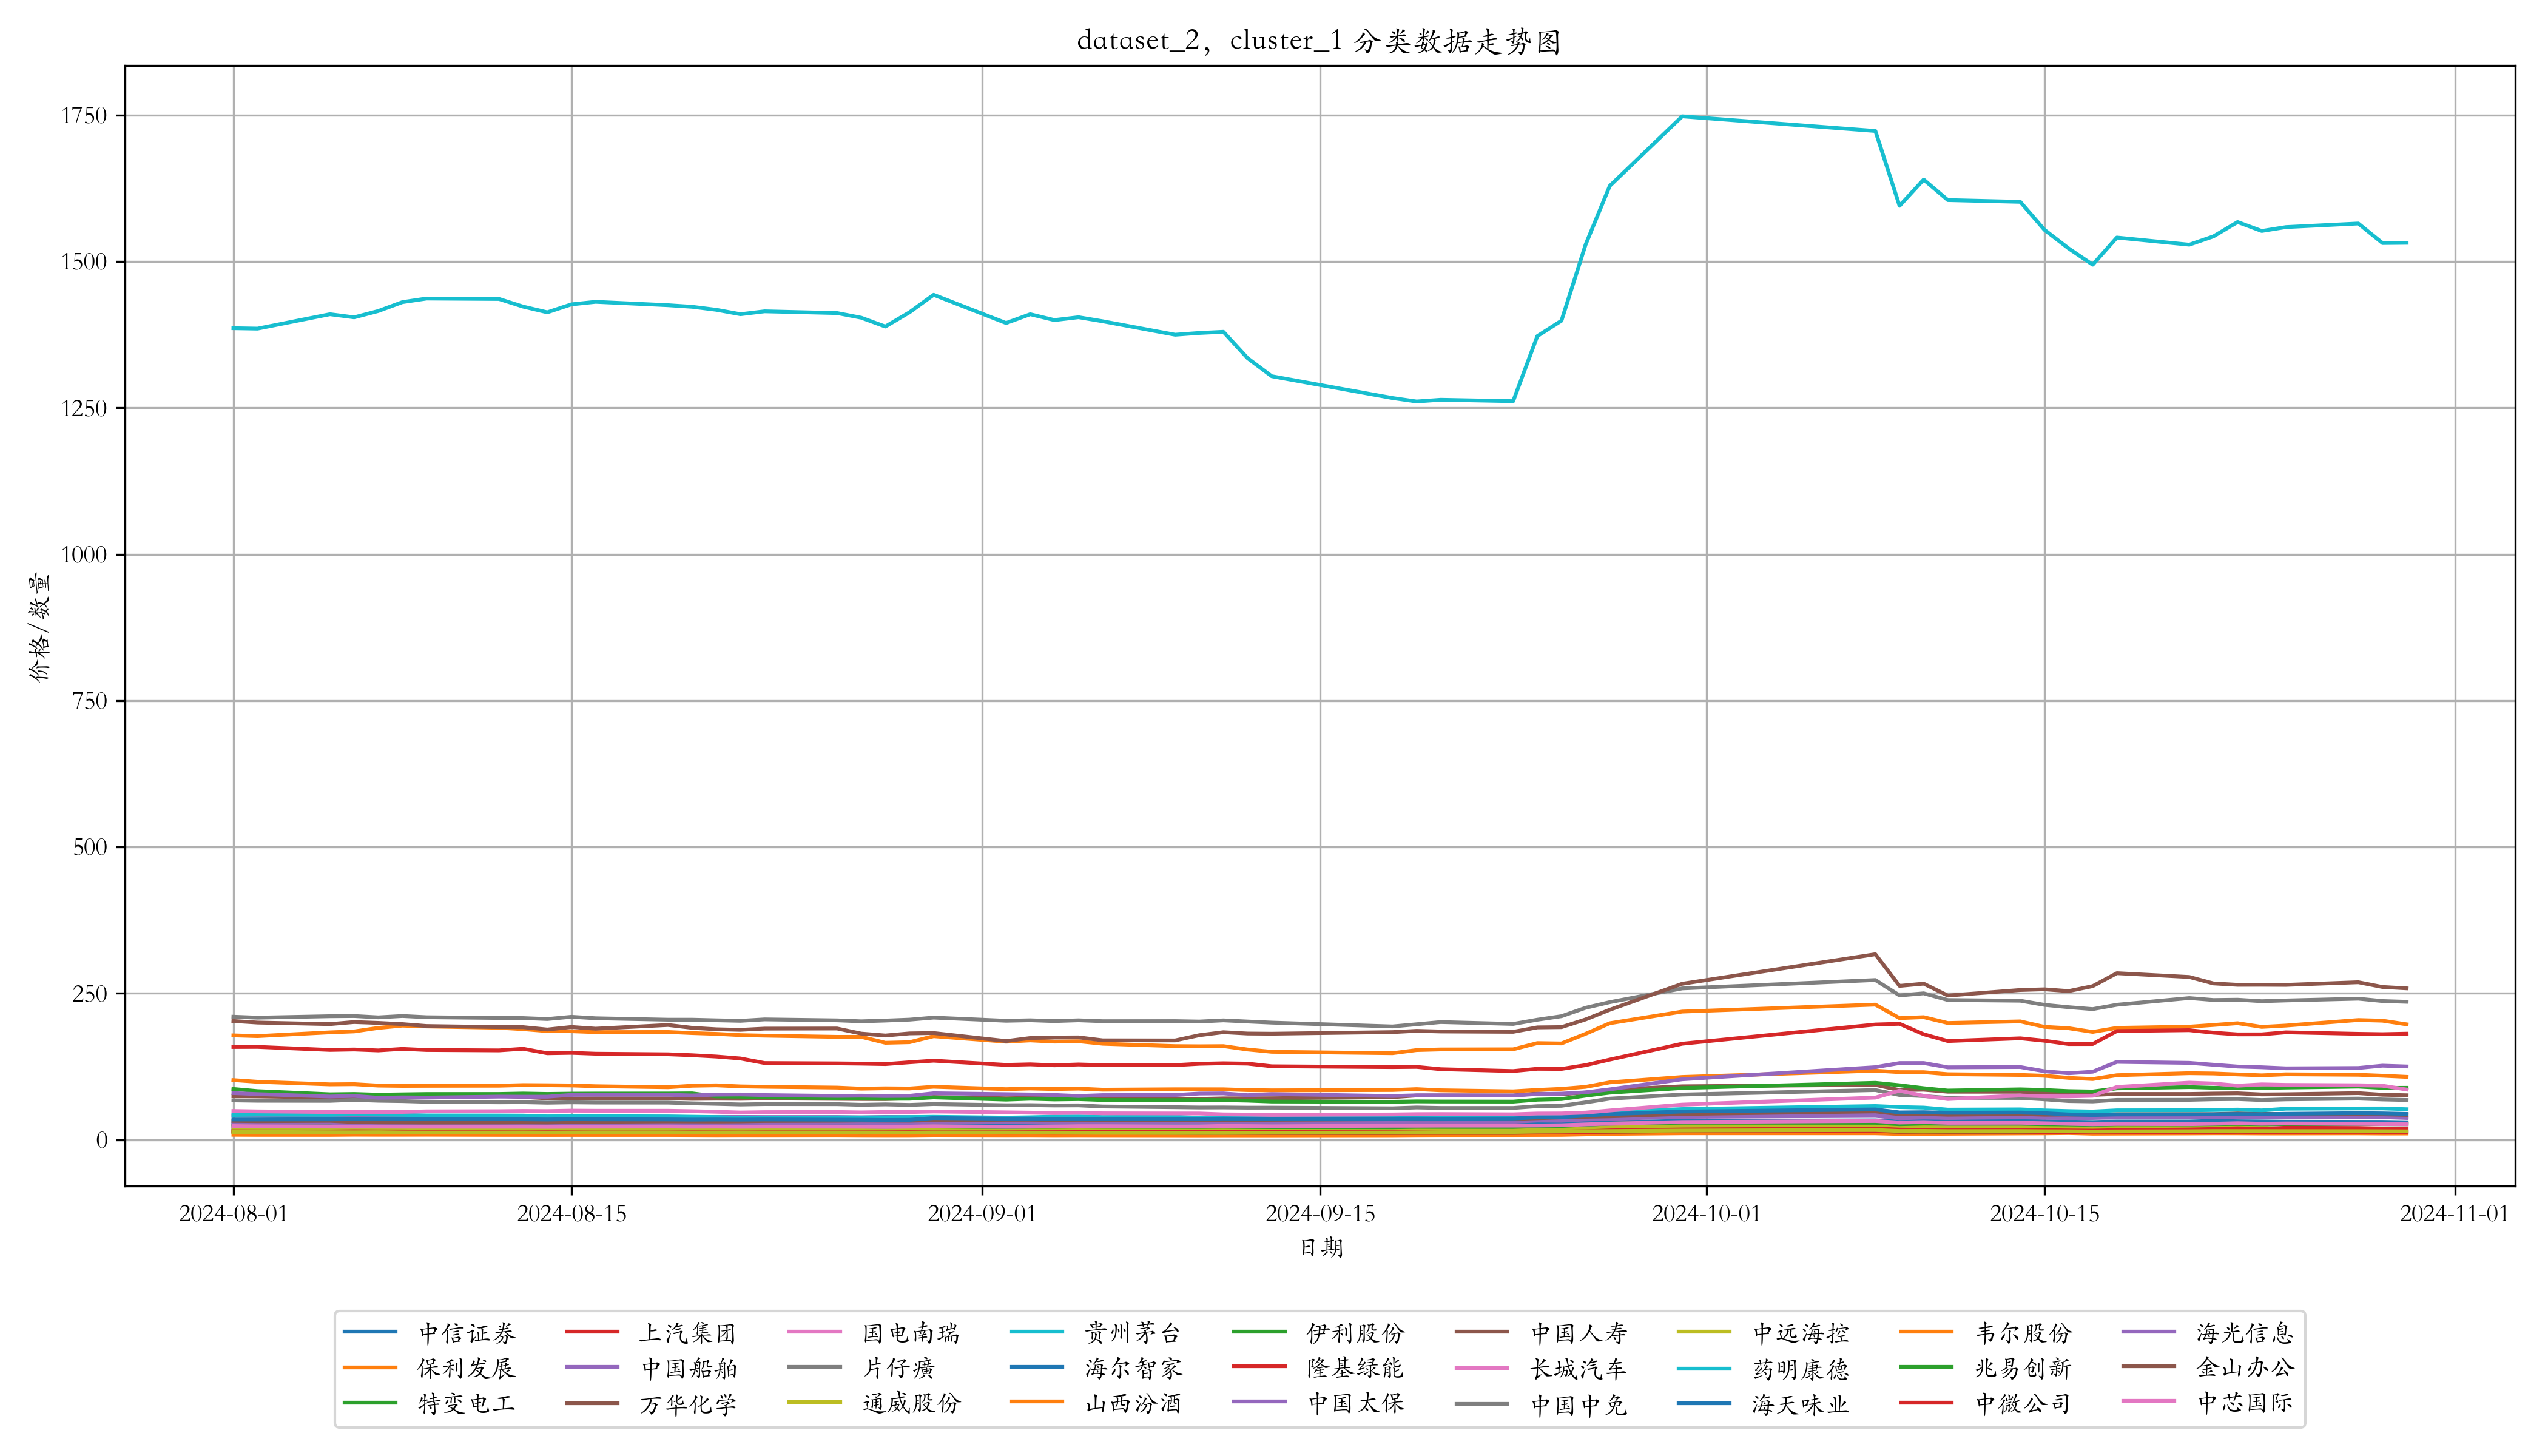 dataset_2，cluster_1 分类数据走势图
1750
1500
1250
1000
750
500
250
0
价格/数量
2024-08-01 2024-08-15 2024-09-01 2024-09-15 2024-10-01 2024-10-15 2024-11-01
日期
中信证券 上汽集团 国电南瑞 贵州茅台 伊利股份 中国人寿 中远海控 韦尔股份 海光信息
保利发展 中国船舶 片仔癀 海尔智家 隆基绿能 长城汽车 药明康德 兆易创新 金山办公
特变电工 万华化学 通威股份 山西汾酒 中国太保 中国中免 海天味业 中微公司 中芯国际